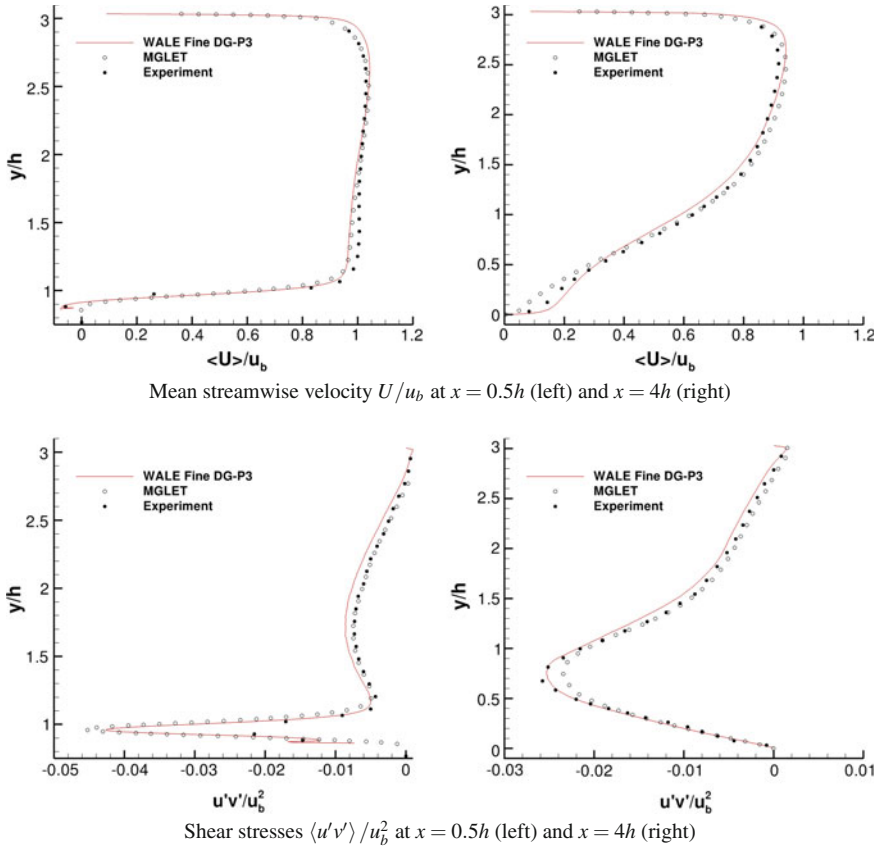 WALE Fine DG-P3
MGLET
Experiment
y/h
3
2.5
2
1.5
1
0
0.2
0.4
0.6
0.8
1
1.2
<U>/u_b
WALE Fine DG-P3
MGLET
Experiment
y/h
3
2.5
2
1.5
1
0.5
0
0
0.2
0.4
0.6
0.8
1
1.2
<U>/u_b
Mean streamwise velocity U/u_b at x = 0.5h (left) and x = 4h (right)
WALE Fine DG-P3
MGLET
Experiment
y/h
3
2.5
2
1.5
1
-0.05
-0.04
-0.03
-0.02
-0.01
0
u'v'/u_b^2
WALE Fine DG-P3
MGLET
Experiment
y/h
3
2.5
2
1.5
1
0.5
0
-0.03
-0.02
-0.01
0
0.01
u'v'/u_b^2
Shear stresses ⟨u'v'⟩/u_b^2 at x = 0.5h (left) and x = 4h (right)